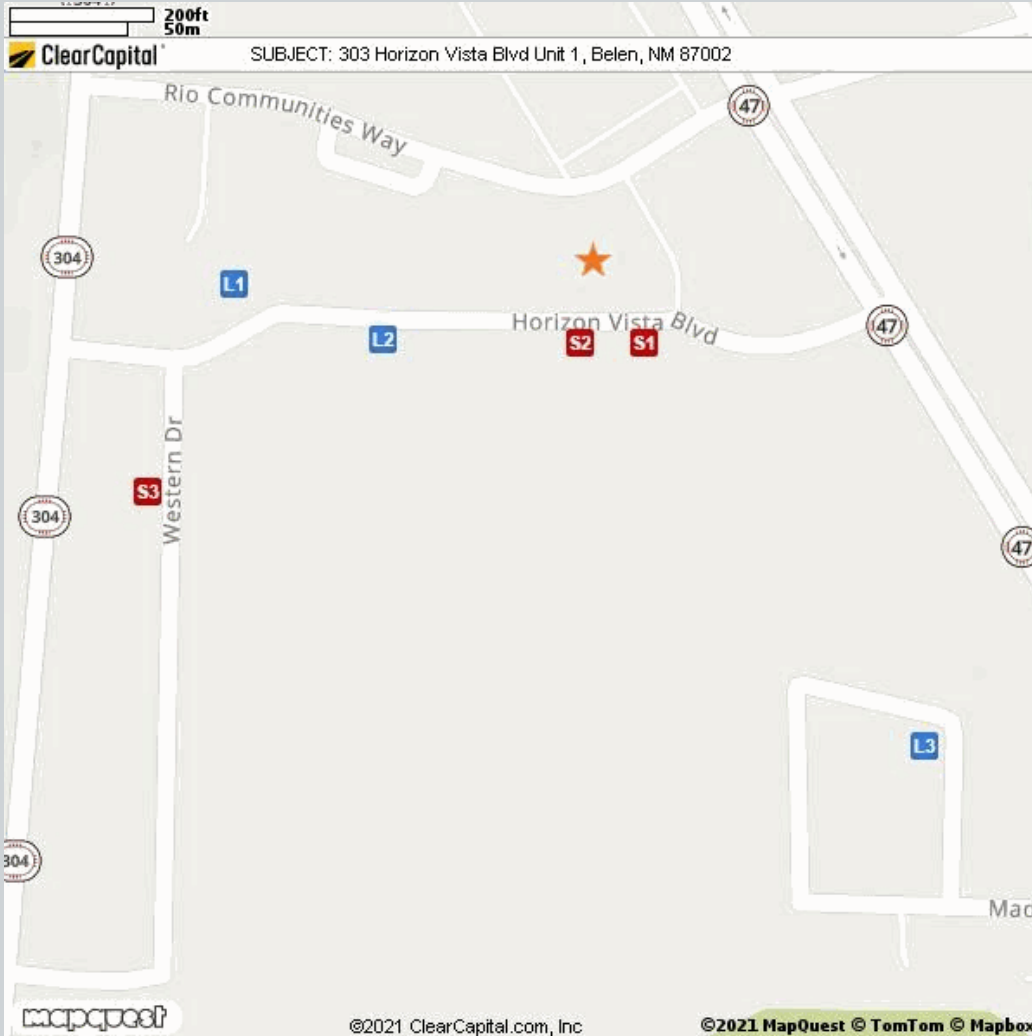 200ft
50m
ClearCapital
SUBJECT: 303 Horizon Vista Blvd Unit 1, Belen, NM 87002
Rio Communities Way
47
304
L1
Horizon Vista Blvd
47
L2
S2
S1
Western Dr
S3
304
47
L3
304
Mad
mapquest
©2021 ClearCapital.com, Inc
©2021 MapQuest © TomTom © Mapbox